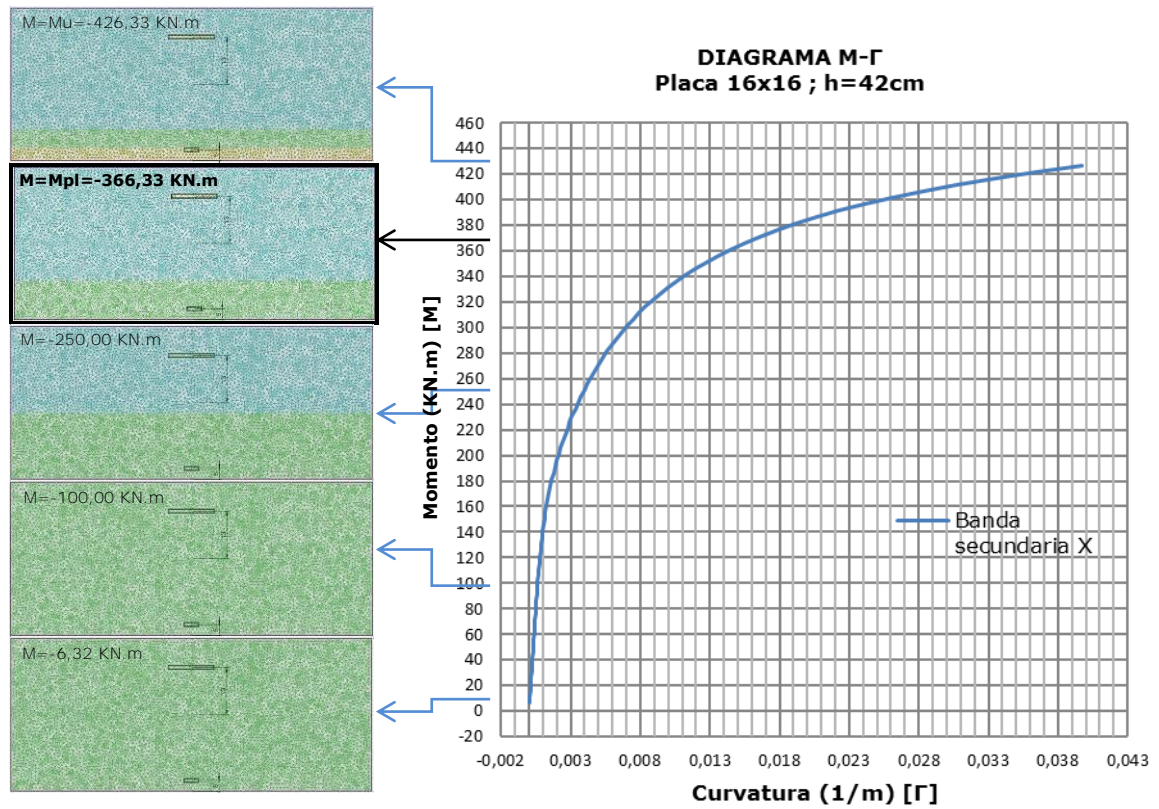 M=Mu=-426,33 KN.m
M=Mpl=-366,33 KN.m
M=-250,00 KN.m
M=-100,00 KN.m
M=-6,32 KN.m
DIAGRAMA M-Γ
Placa 16x16 ; h=42cm
Momento (KN.m) [M]
460
440
420
400
380
360
340
320
300
280
260
240
220
200
180
160
140
120
100
80
60
40
20
0
-20
Banda
secundaria X
-0,002 0,003 0,008 0,013 0,018 0,023 0,028 0,033 0,038 0,043
Curvatura (1/m) [Γ]